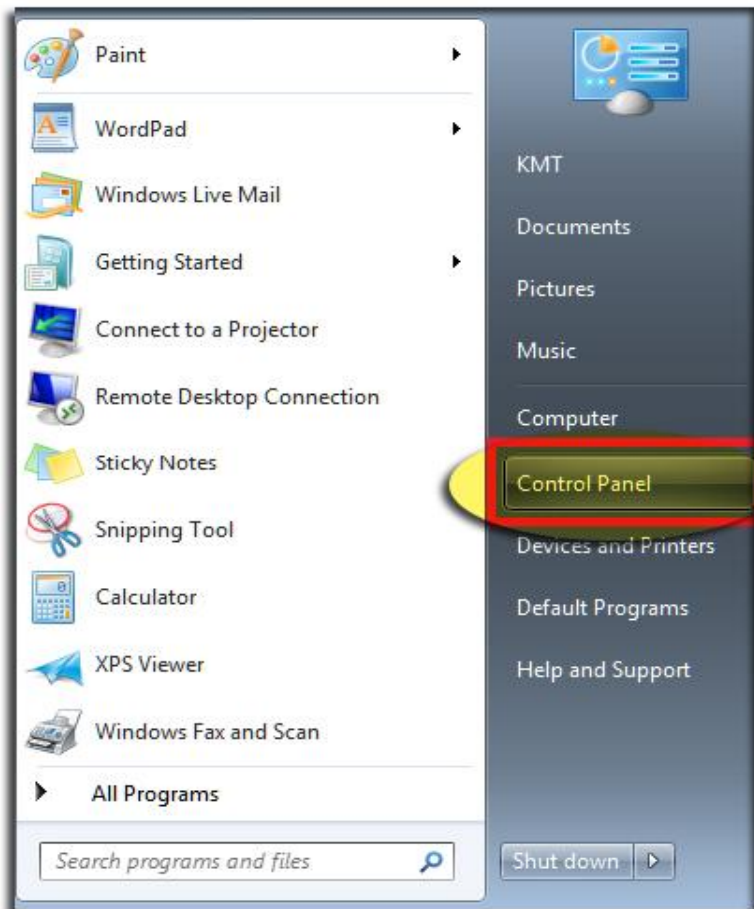 Paint
WordPad
Windows Live Mail
Getting Started
Connect to a Projector
Remote Desktop Connection
Sticky Notes
Snipping Tool
Calculator
XPS Viewer
Windows Fax and Scan
All Programs
Search programs and files
KMT
Documents
Pictures
Music
Computer
Control Panel
Devices and Printers
Default Programs
Help and Support
Shut down